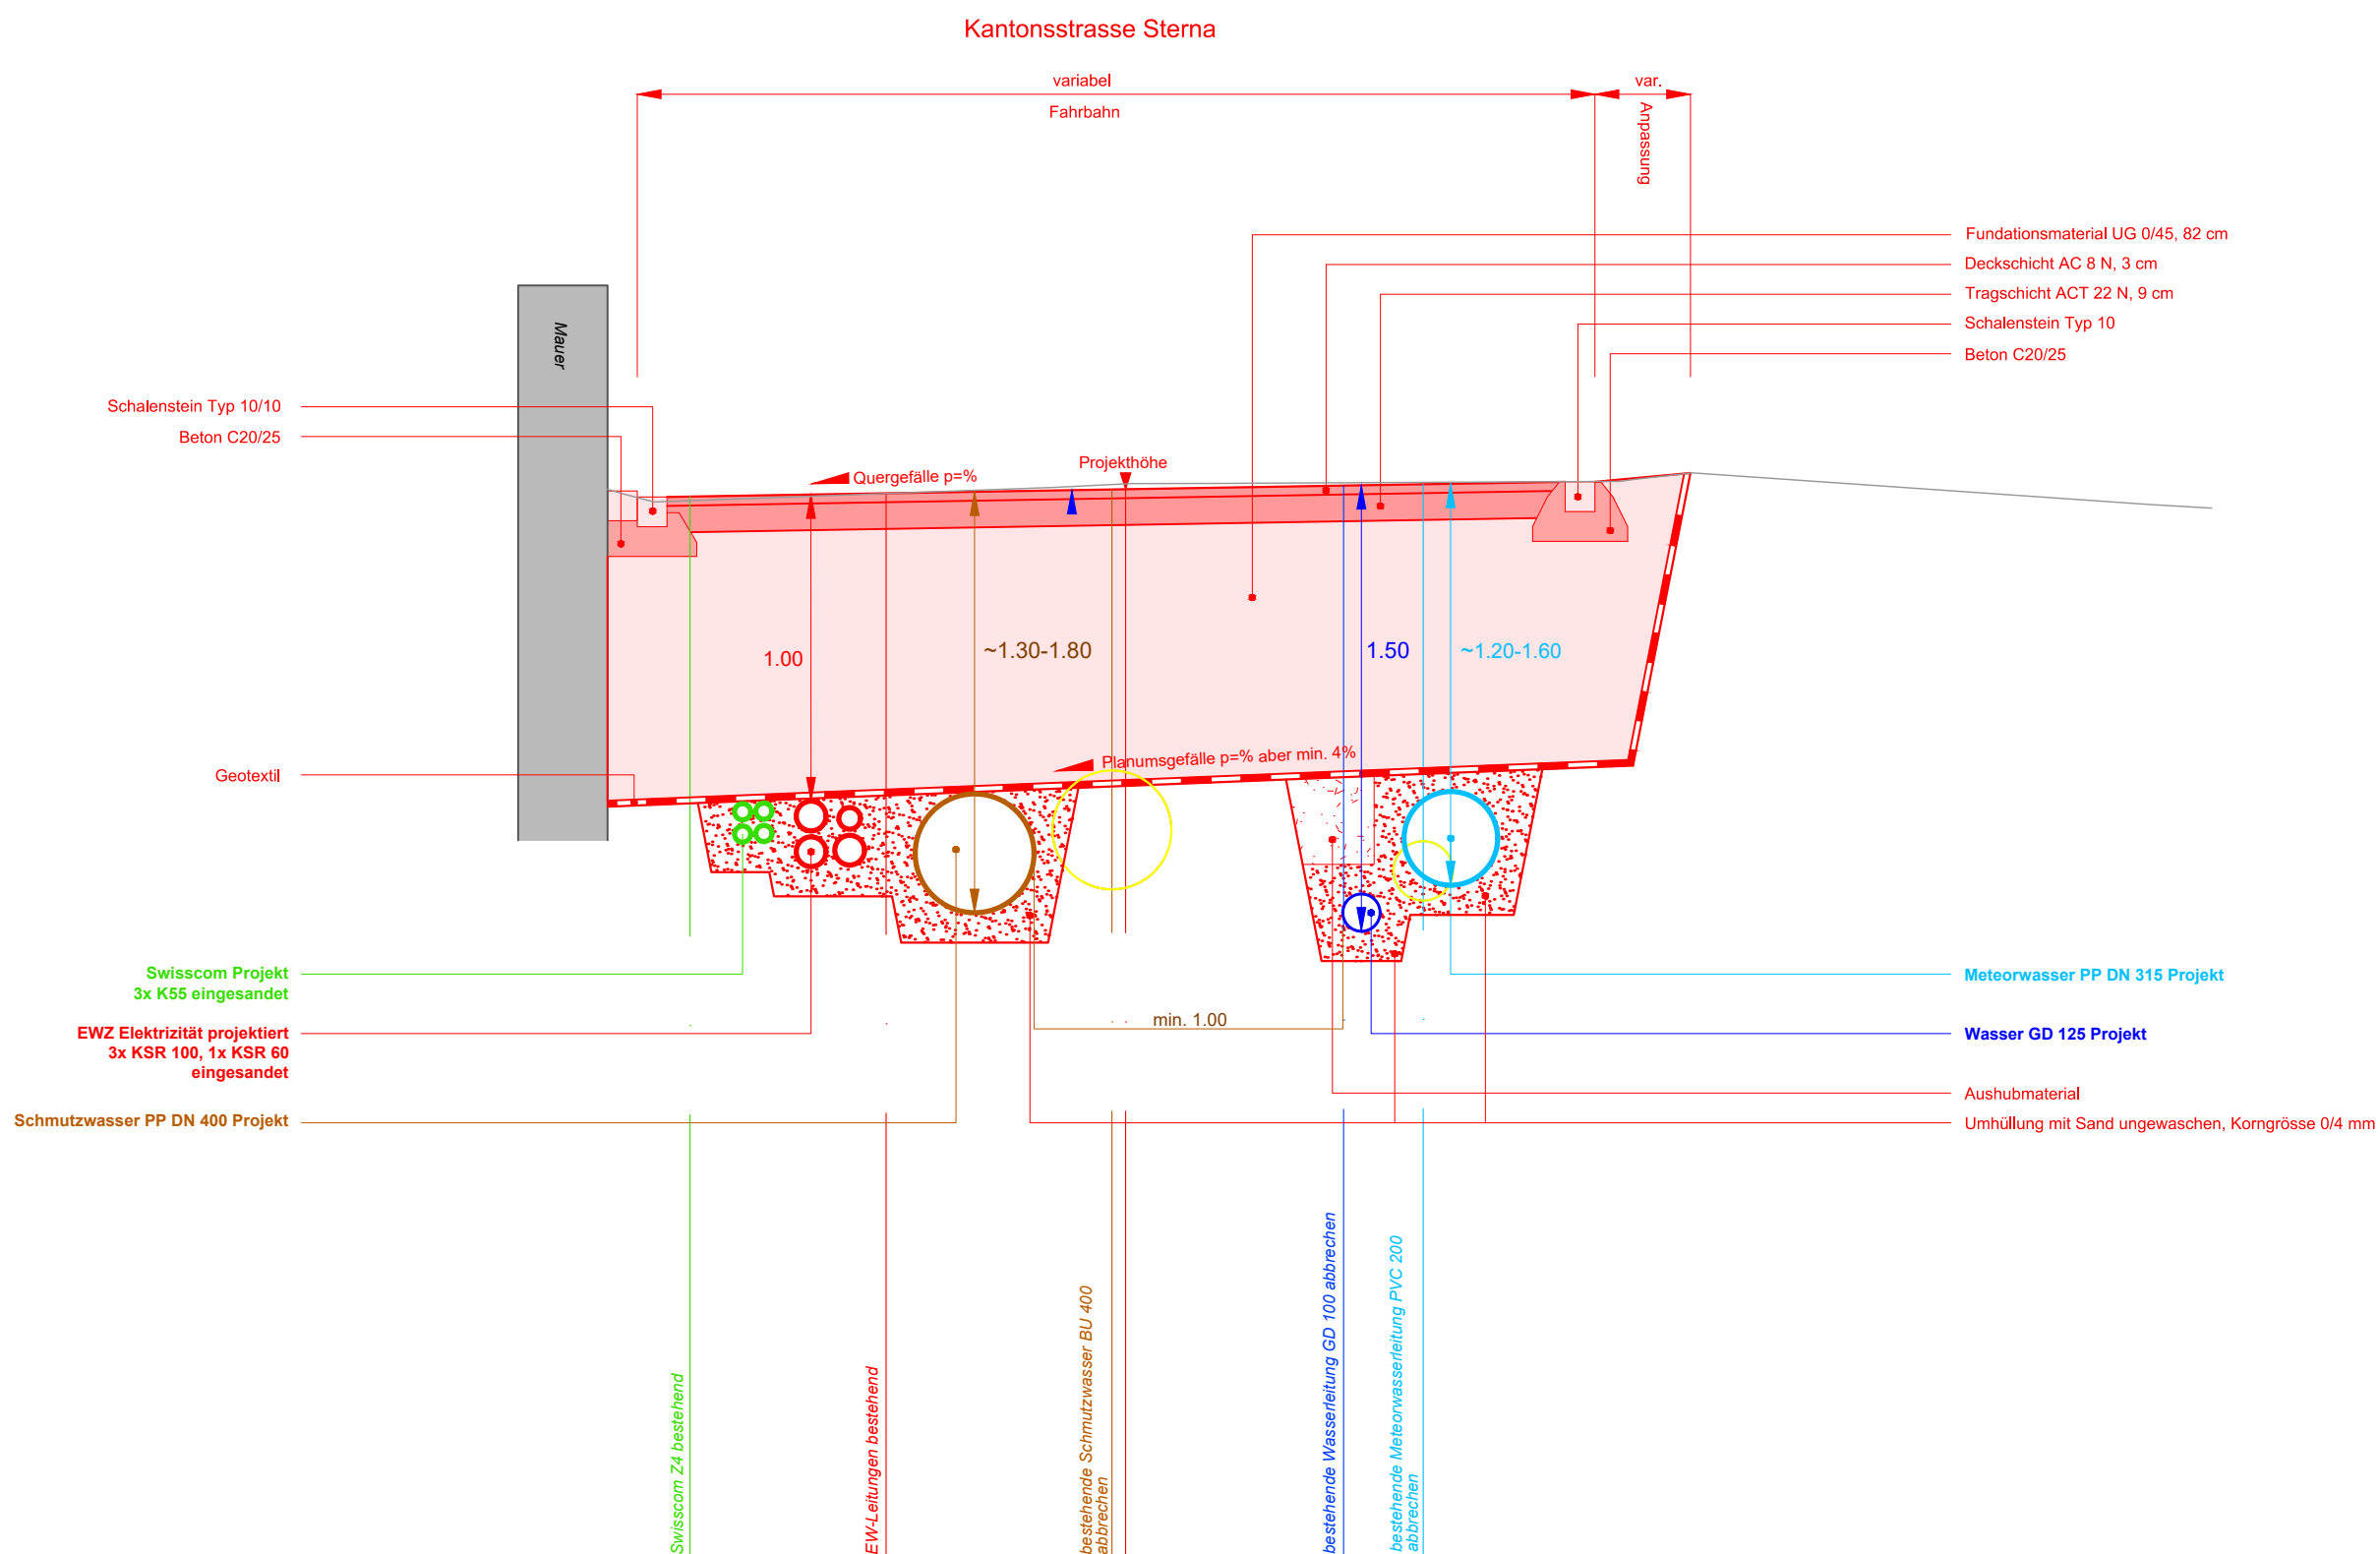 Kantonsstrasse Sterna
variabel
Fahrbahn
var.
Anpassung
Fundationsmaterial UG 0/45, 82 cm
Deckschicht AC 8 N, 3 cm
Tragschicht ACT 22 N, 9 cm
Schalenstein Typ 10
Beton C20/25
Mauer
Schalenstein Typ 10/10
Beton C20/25
Projekthöhe
Quergefälle p=%
1.00
~1.30-1.80
1.50
~1.20-1.60
Planumsgefälle p=% aber min. 4%
Geotextil
Swisscom Projekt
3x K55 eingesandet
EWZ Elektrizität projektiert
3x KSR 100, 1x KSR 60
eingesandet
Schmutzwasser PP DN 400 Projekt
min. 1.00
Meteorwasser PP DN 315 Projekt
Wasser GD 125 Projekt
Aushubmaterial
Umhüllung mit Sand ungewaschen, Korngrösse 0/4 mm
Swisscom Z4 bestehend
EW-Leitungen bestehend
bestehende Schmutzwasser BU 400
abbrechen
bestehende Wasserleitung GD 100 abbrechen
bestehende Meteorwasserleitung PVC 200
abbrechen